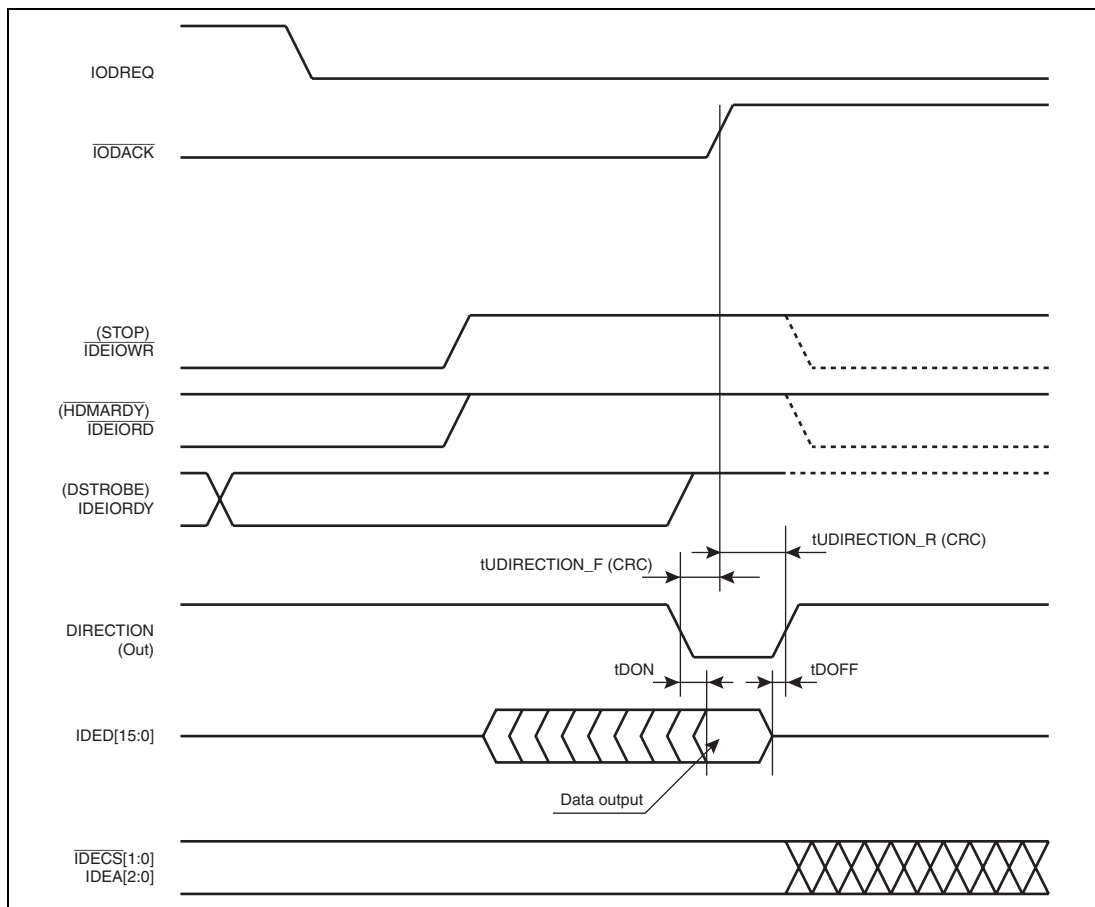 IODREQ
IODACK
(STOP)
IDEIOWR
(HDMARDY)
IDEIORD
(DSTROBE)
IDEIORDY
tUDIRECTION_R (CRC)
tUDIRECTION_F (CRC)
DIRECTION
(Out)
tDON
tDOFF
IDED[15:0]
Data output
IDECS[1:0]
IDEA[2:0]